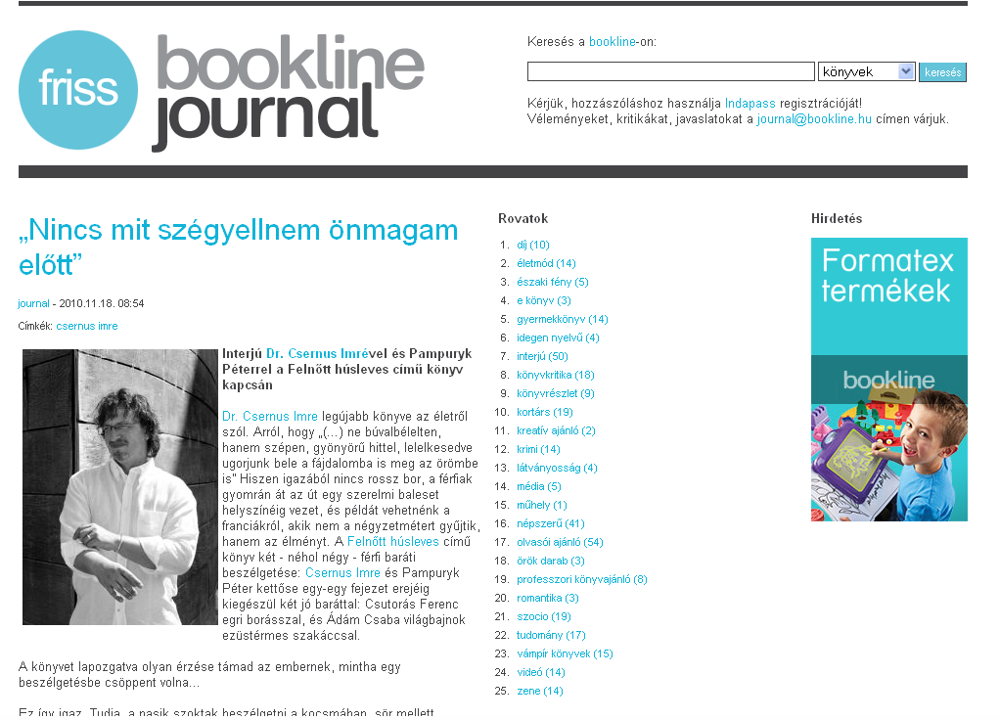 friss
bookline
journal
Keresés a bookline-on:
könyvek
keresés
Kérjük, hozzászóláshoz használja Indapass regisztrációját!
Véleményeket, kritikákat, javaslatokat a journal@bookline.hu címen várjuk.
„Nincs mit szégyellnem önmagam
előtt”
journal - 2010.11.18. 08:54
Címkék: csernus imre
Interjú Dr. Csernus Imrével és Pampuryk
Péterrel a Felnőtt húsleves című könyv
kapcsán
Dr. Csernus Imre legújabb könyve az életről
szól. Arról, hogy „(...) ne búvalbélelten,
hanem szépen, gyönyörű hittel, lelelkesedve
ugorjunk bele a fájdalomba is meg az örömbe
is” Hiszen igazából nincs rossz bor, a férfiak
gyomrán át az út egy szerelmi baleset
helyszínéig vezet, és példát vehetnénk a
franciákról, akik nem a négyzetmétert gyűjtik,
hanem az élményt. A Felnőtt húsleves című
könyv két - néhol négy - férfi baráti
beszélgetése: Csernus Imre és Pampuryk
Péter kettőse egy-egy fejezet erejéig
kiegészül két jó baráttal: Csutorás Ferenc
egri borásszal, és Ádám Csaba világbajnok
ezüstérmes szakáccsal.
A könyvet lapozgatva olyan érzése támad az embernek, mintha egy
beszélgetésbe csöppent volna...
Ez így igaz. Tudja, a pasik szoktak beszélgetni a kocsmában, sör mellett
Rovatok
1. díj (10)
2. életmód (14)
3. északi fény (5)
4. e könyv (3)
5. gyermekkönyv (14)
6. idegen nyelvű (4)
7. interjú (50)
8. könyvkritika (18)
9. könyvrészlet (9)
10. kortárs (19)
11. kreatív ajánló (2)
12. krimi (14)
13. látványosság (4)
14. média (5)
15. műhely (1)
16. népszerű (41)
17. olvasói ajánló (54)
18. örök darab (3)
19. professzori könyvajánló (8)
20. romantika (3)
21. szocio (19)
22. tudomány (17)
23. vámpír könyvek (15)
24. videó (14)
25. zene (14)
Hirdetés
Formatex
termékek
bookline